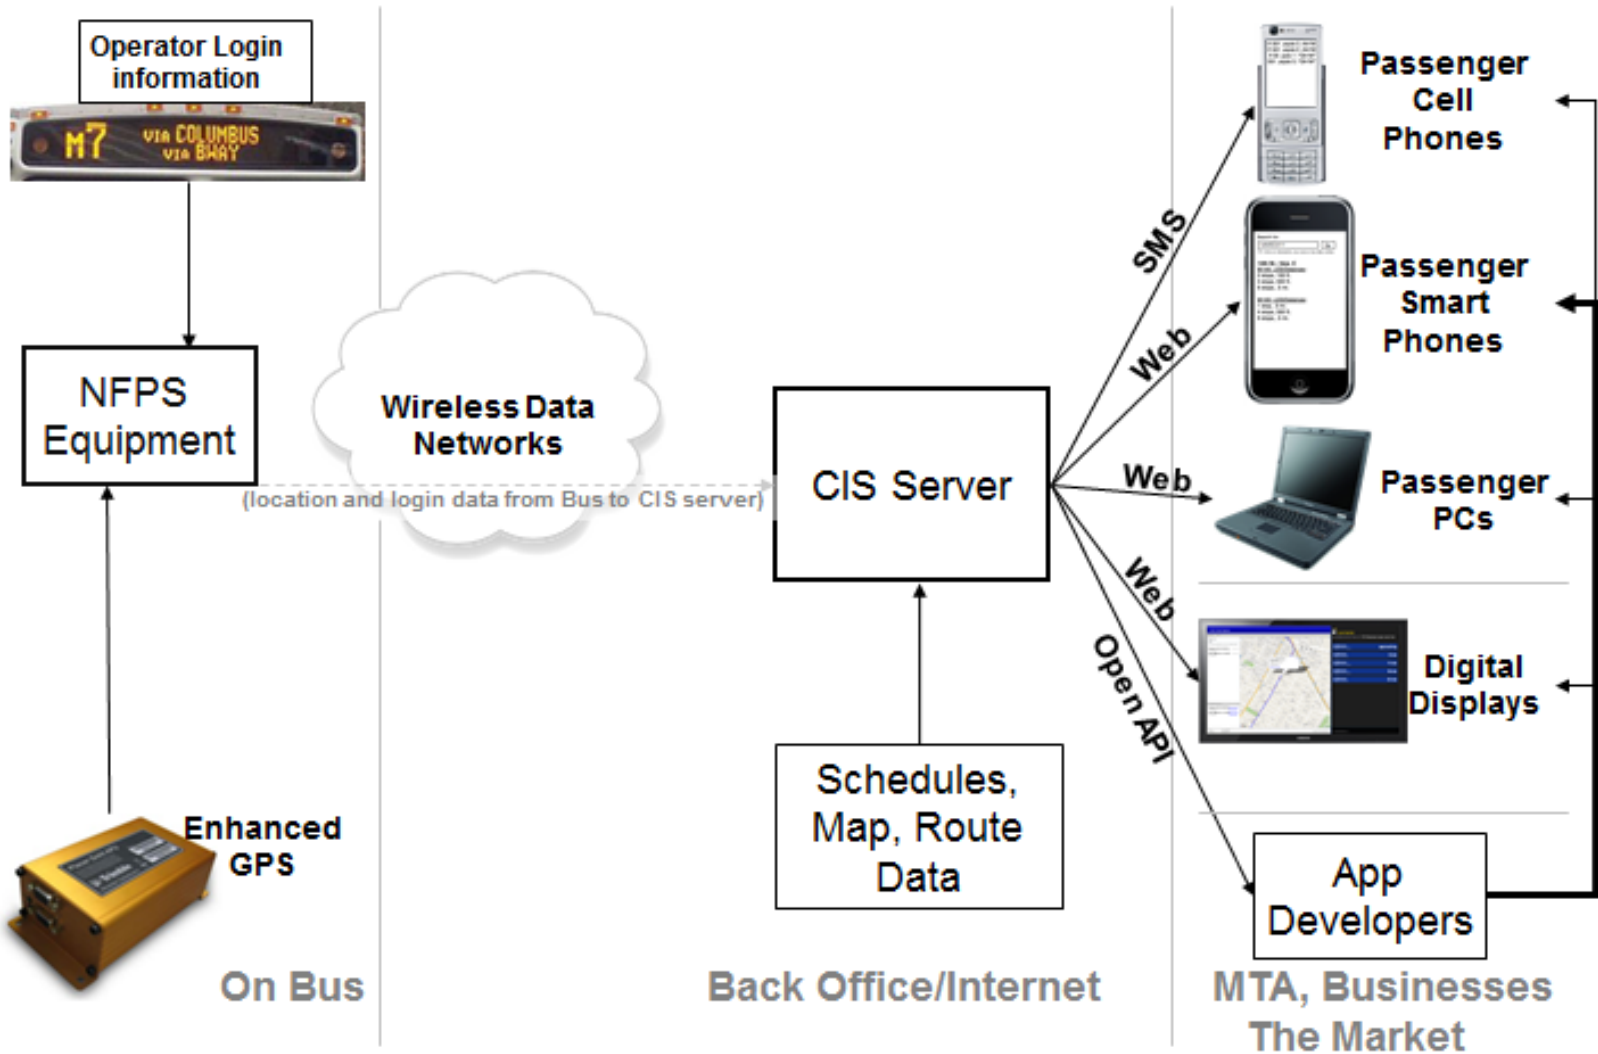 Operator Login
information
M7
VIA COLUMBUS
VIA BWAY
NFPS
Equipment
Enhanced
GPS
On Bus
Wireless Data
Networks
(location and login data from Bus to CIS server)
CIS Server
Schedules,
Map, Route
Data
Back Office/Internet
SMS
Web
Web
Web
Open API
Passenger
Cell
Phones
Passenger
Smart
Phones
Passenger
PCs
Digital
Displays
App
Developers
MTA, Businesses
The Market